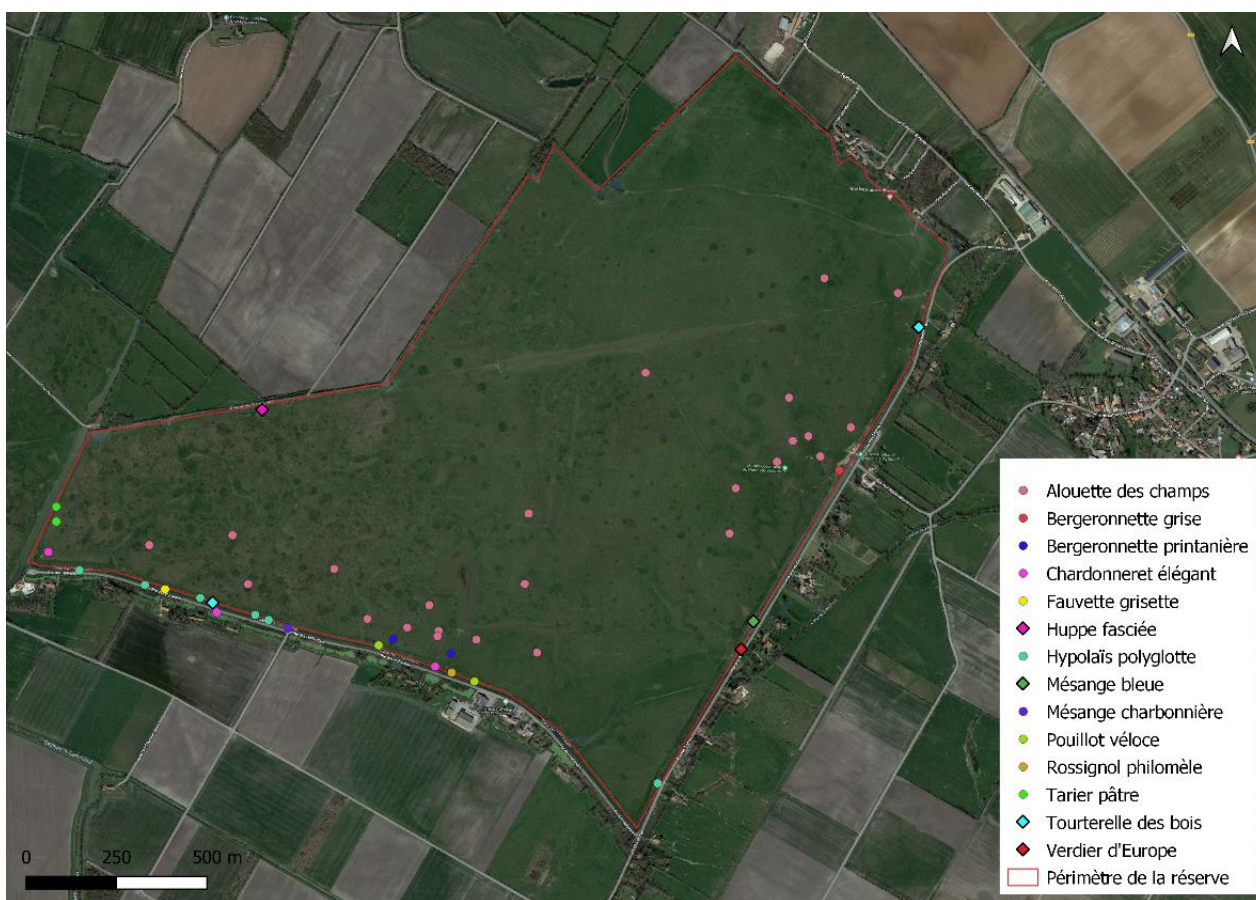 Alouette des champs
Bergeronnette grise
Bergeronnette printanière
Chardonneret élégant
Fauvette grisette
Huppe fasciée
Hypolaïs polyglotte
Mésange bleue
Mésange charbonnière
Pouillot véloce
Rossignol philomèle
Tarier pâtre
Tourterelle des bois
Verdier d'Europe
Périmètre de la réserve
0 250 500 m